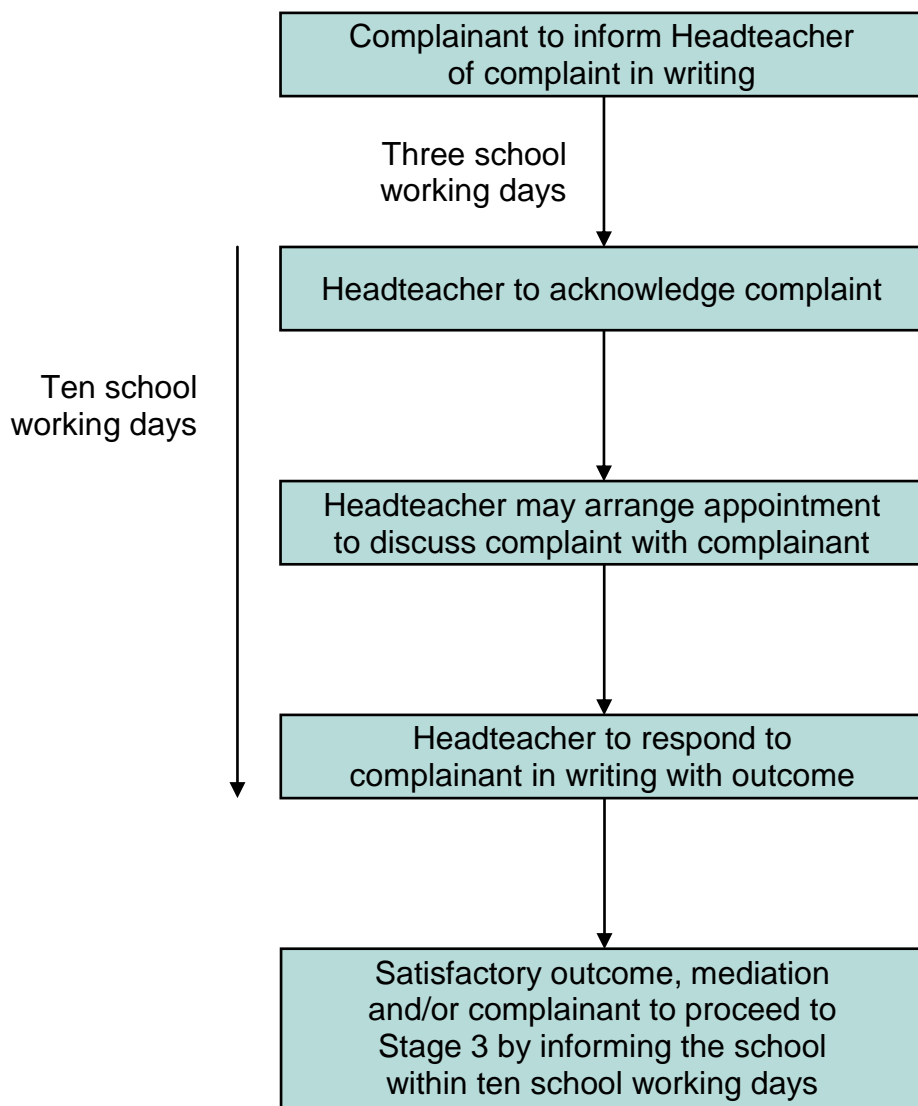 Complainant to inform Headteacher
of complaint in writing
Three school
working days
Headteacher to acknowledge complaint
Ten school
working days
Headteacher may arrange appointment
to discuss complaint with complainant
Headteacher to respond to
complainant in writing with outcome
Satisfactory outcome, mediation
and/or complainant to proceed to
Stage 3 by informing the school
within ten school working days